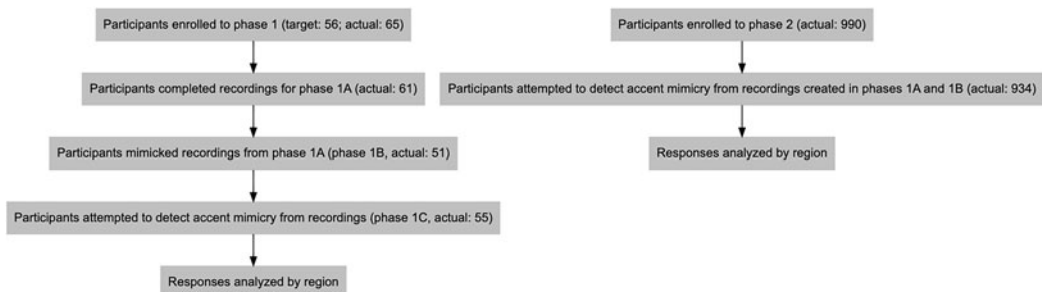 Participants enrolled to phase 1 (target: 56; actual: 65)
Participants completed recordings for phase 1A (actual: 61)
Participants mimicked recordings from phase 1A (phase 1B, actual: 51)
Participants attempted to detect accent mimicry from recordings (phase 1C, actual: 55)
Responses analyzed by region
Participants enrolled to phase 2 (actual: 990)
Participants attempted to detect accent mimicry from recordings created in phases 1A and 1B (actual: 934)
Responses analyzed by region